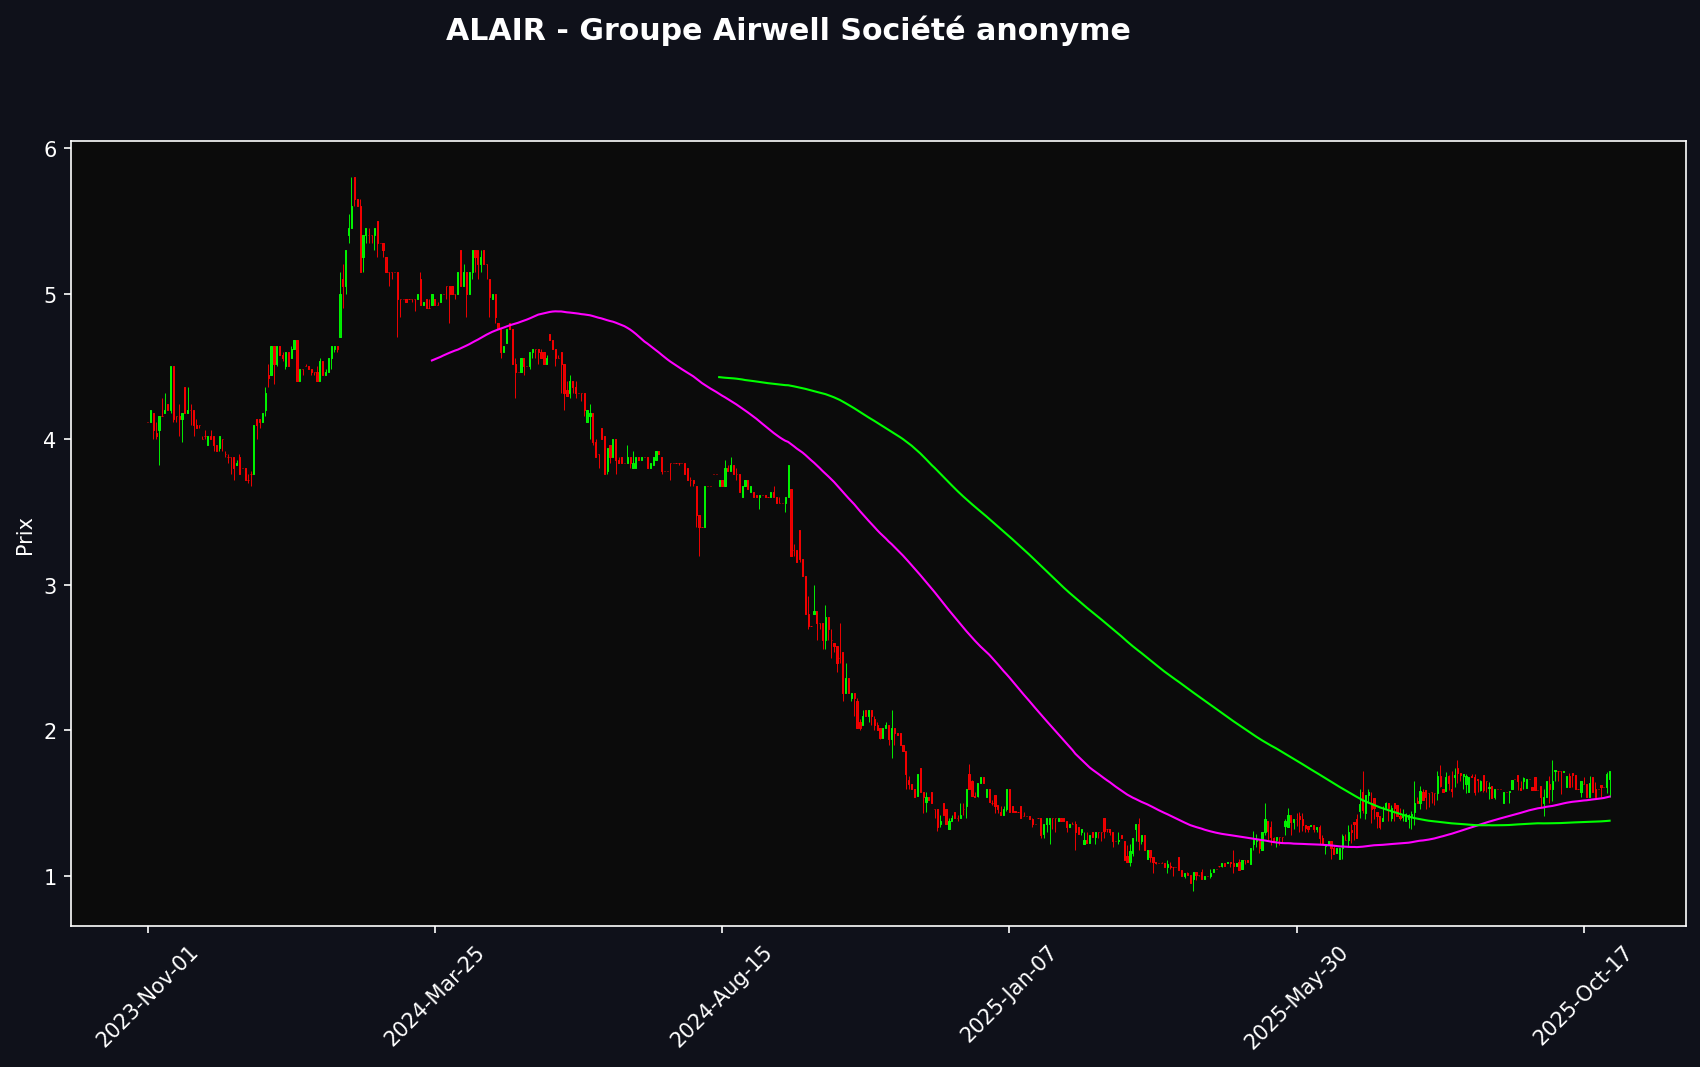 ALAIR - Groupe Airwell Société anonyme
6
5
4
3
2
1
Prix
2023-Nov-01
2024-Mar-25
2024-Aug-15
2025-Jan-07
2025-May-30
2025-Oct-17